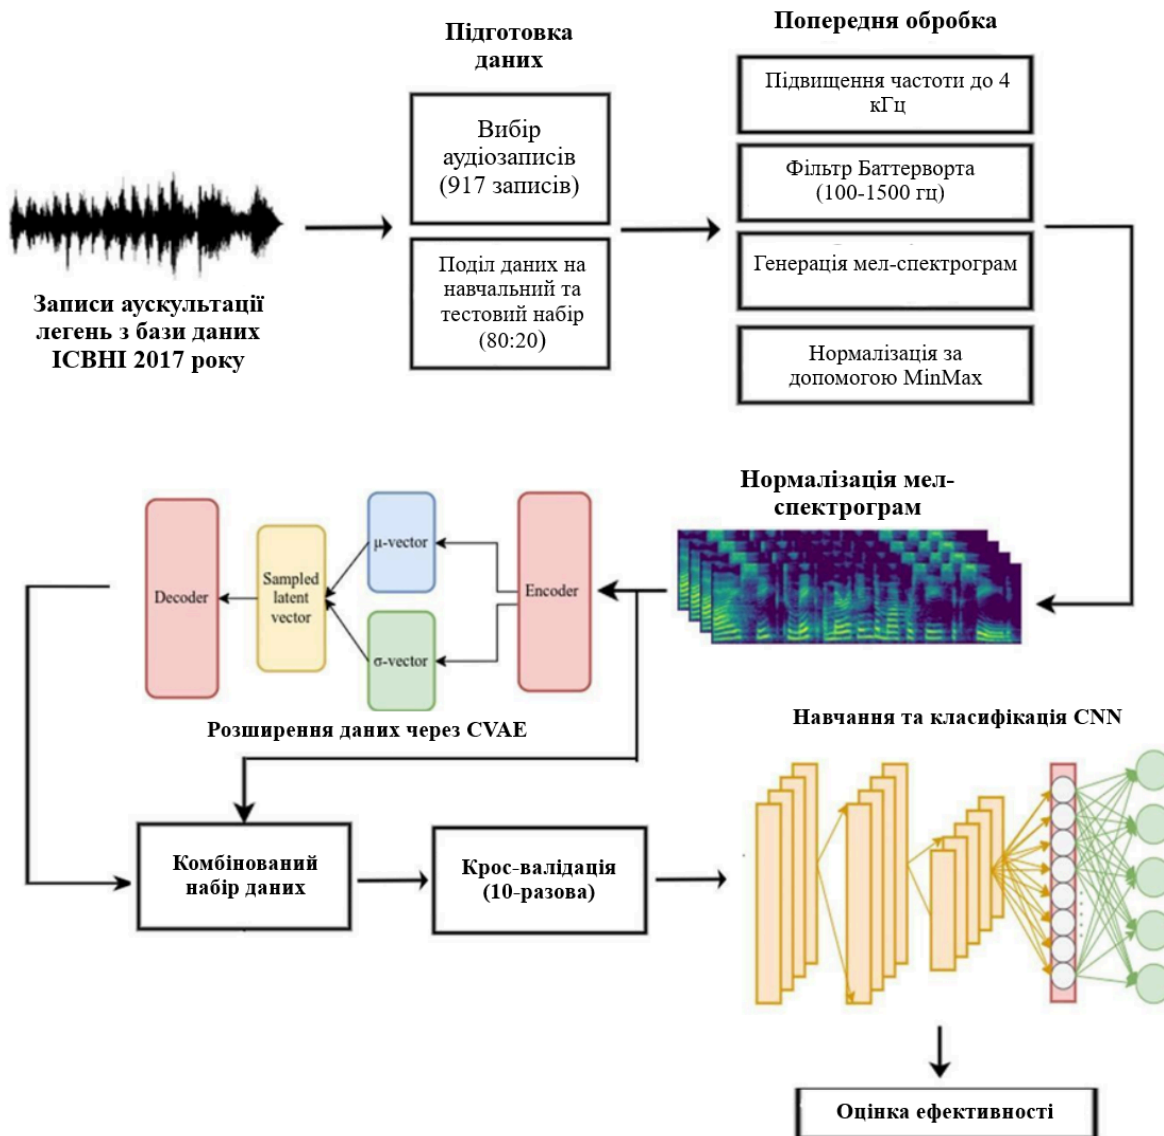 Підготовка
даних
Попередня обробка
Вибір
аудіозаписів
(917 записів)
Поділ даних на
навчальний та
тестовий набір
(80:20)
Підвищення частоти до 4
кГц
Фільтр Баттерворта
(100-1500 гц)
Генерація мел-спектрограм
Нормалізація за
допомогою MinMax
Записи аускультації
легень з бази даних
ICBHI 2017 року
Нормалізація мел-
спектрограм
Decoder
Sampled
latent
vector
μ-vector
σ-vector
Encoder
Розширення даних через CVAE
Навчання та класифікація CNN
Комбінований
набір даних
Крос-валідація
(10-разова)
Оцінка ефективності